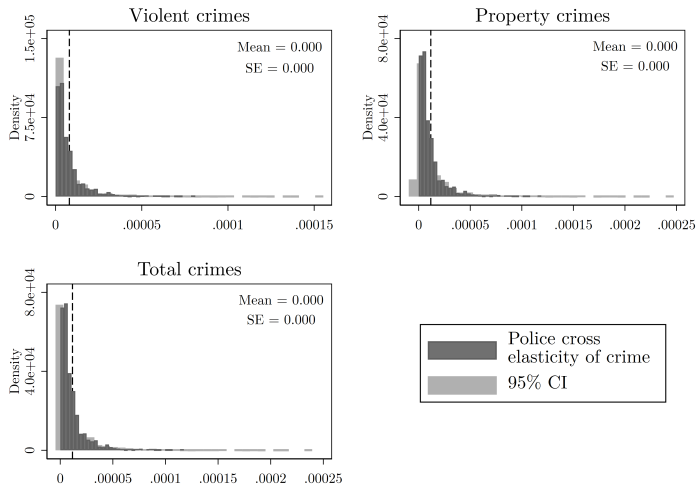 Violent crimes
Mean = 0.000
SE = 0.000
Density
0 7.5e+04 1.5e+05
0 .00005 .0001 .00015
Property crimes
Mean = 0.000
SE = 0.000
Density
0 4.0e+04 8.0e+04
0 .00005 .0001 .00015 .0002 .00025
Total crimes
Mean = 0.000
SE = 0.000
Density
0 4.0e+04 8.0e+04
0 .00005 .0001 .00015 .0002 .00025
Police cross
elasticity of crime
95% CI